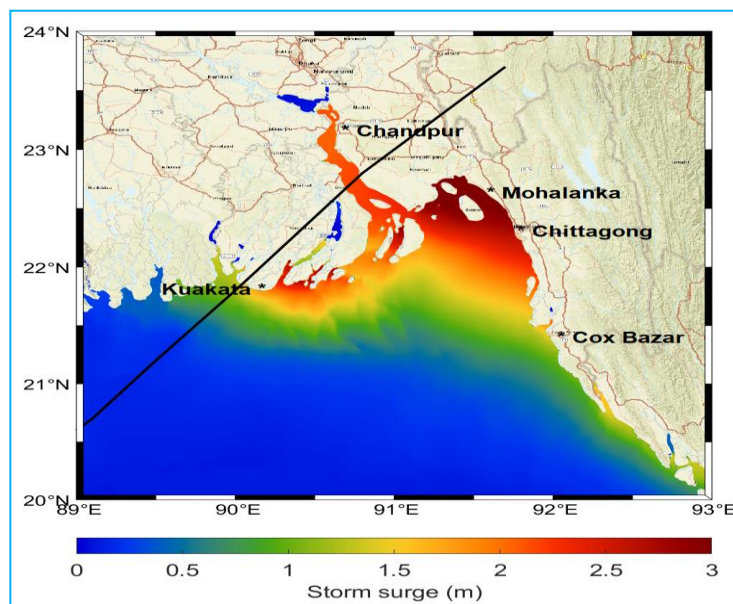 24°N
23°N
22°N
21°N
20°N
Chandpur
Mohalanka
Chittagong
Kuakata
Cox Bazar
89°E 90°E 91°E 92°E 93°E
0 0.5 1 1.5 2 2.5 3
Storm surge (m)